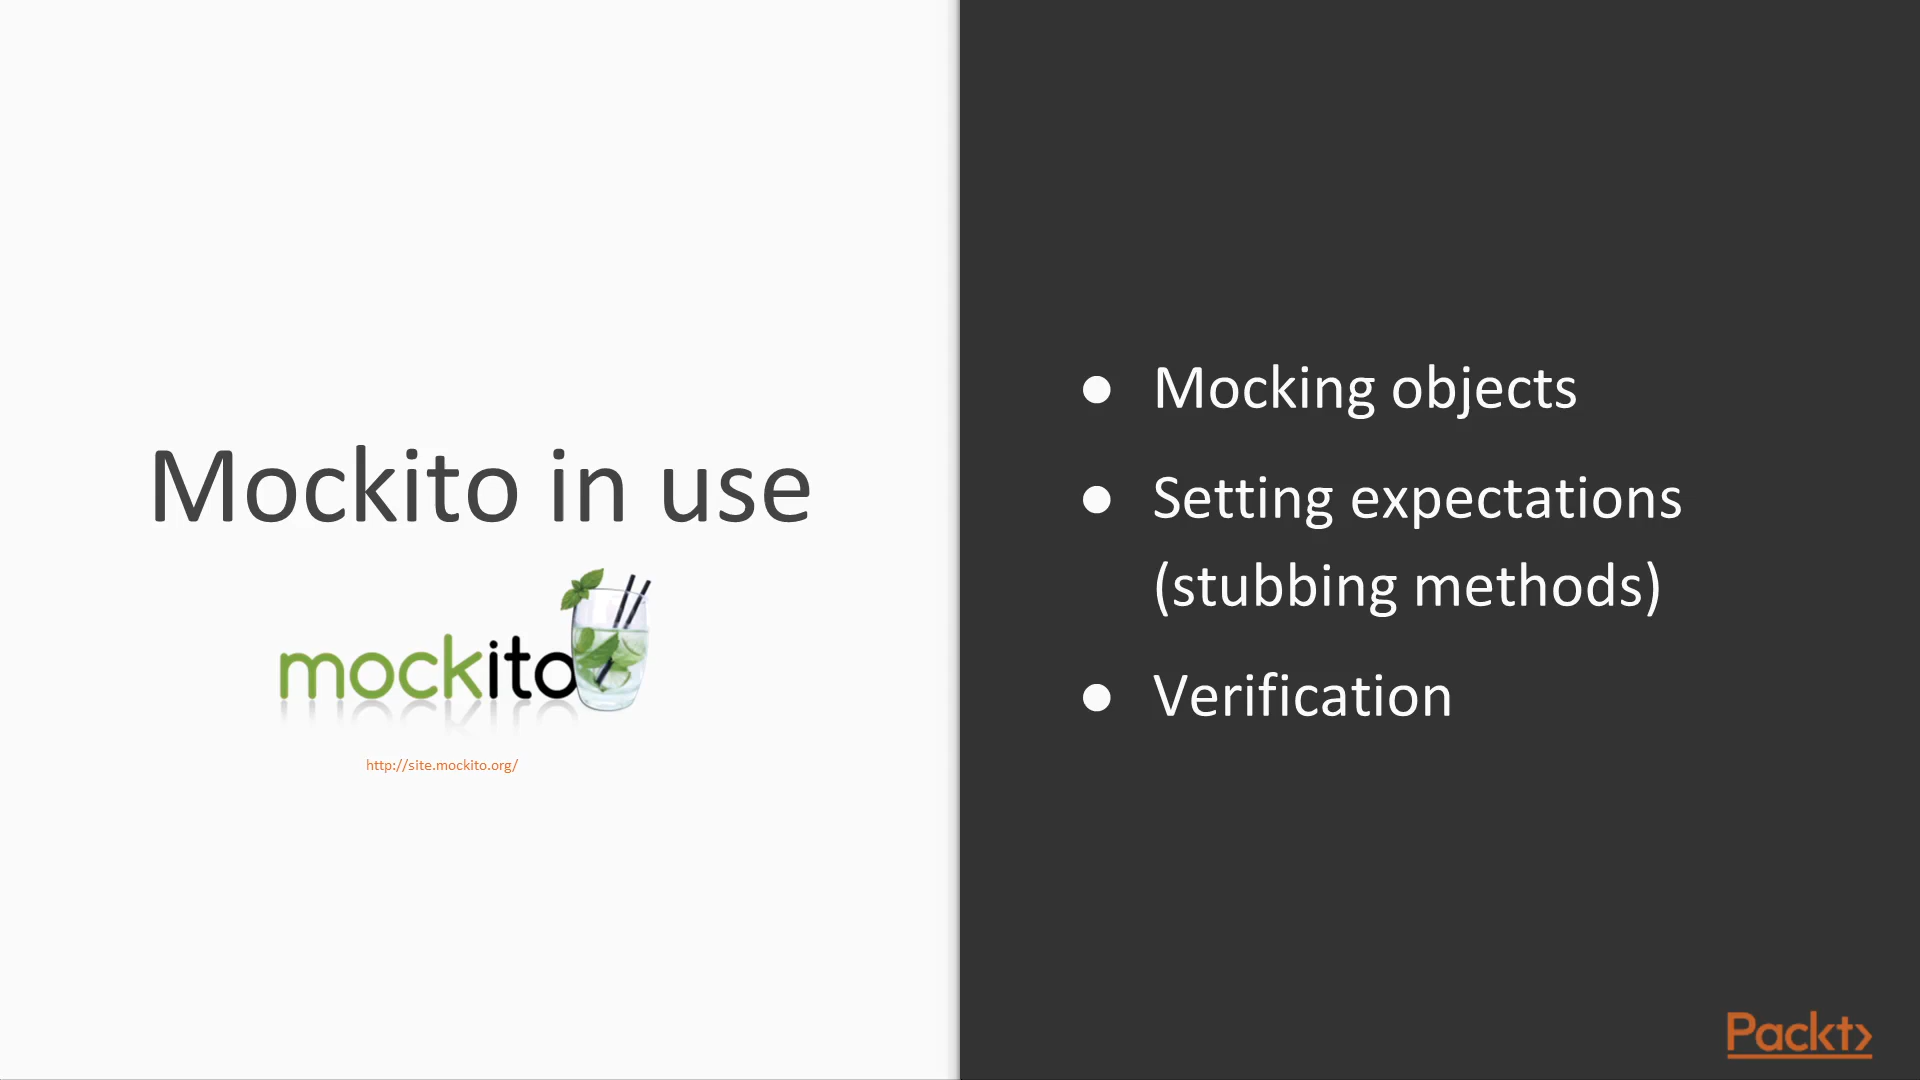 Mockito in use
mockito
http://site.mockito.org/
● Mocking objects
● Setting expectations
(stubbing methods)
● Verification
Packt>